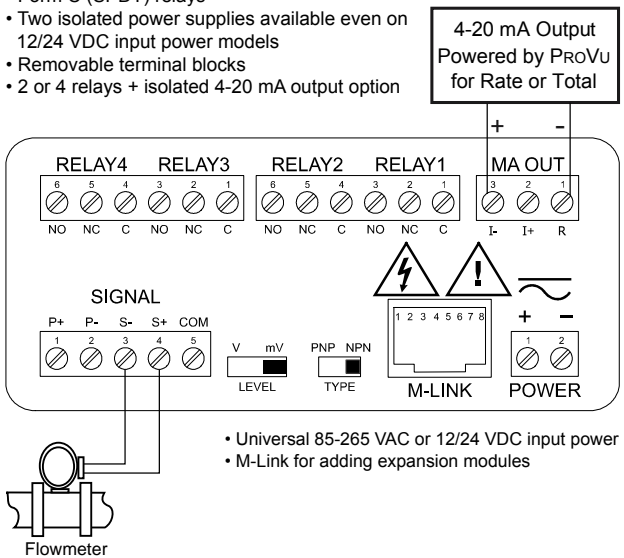 Form C (SPDT) relays
• Two isolated power supplies available even on
12/24 VDC input power models
• Removable terminal blocks
• 2 or 4 relays + isolated 4-20 mA output option
4-20 mA Output
Powered by PROVU
for Rate or Total
+ -
RELAY4 RELAY3 RELAY2 RELAY1 MA OUT
6 5 4 3 2 1 6 5 4 3 2 1 3 2 1
NO NC C NO NC C NO NC C NO NC C I- I+ R
SIGNAL
P+ P- S- S+ COM
1 2 3 4 5
V mV
LEVEL
PNP NPN
TYPE
1 2 3 4 5 6 7 8
M-LINK
+ –
1 2
POWER
• Universal 85-265 VAC or 12/24 VDC input power
• M-Link for adding expansion modules
Flowmeter